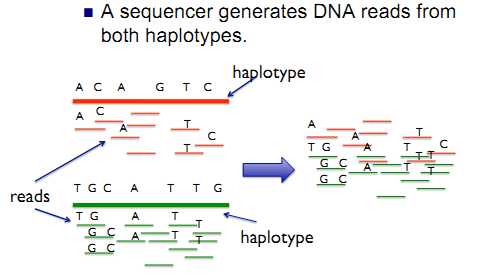 A sequencer generates DNA reads from
both haplotypes.
haplotype
A C A G T C
A C
A
T
C
T
reads
T G C A T T G
T G A T T
G C A T T
G C
haplotype
A
A T
T G A T C
G C A T T T
G C T